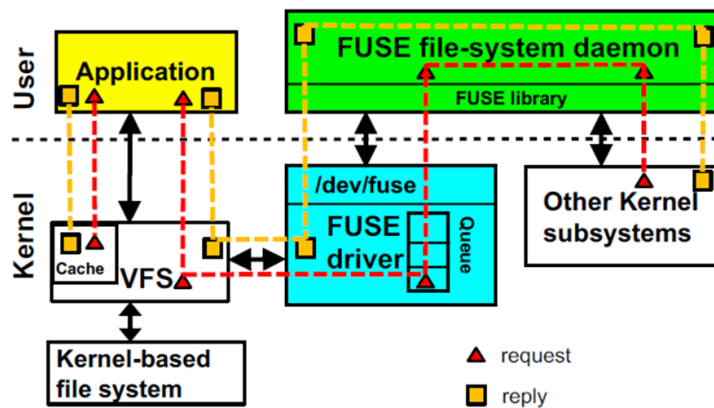 User
Application
FUSE file-system daemon
FUSE library
Kernel
Cache
VFS
/dev/fuse
FUSE
driver
Queue
Other Kernel
subsystems
Kernel-based
file system
request
reply